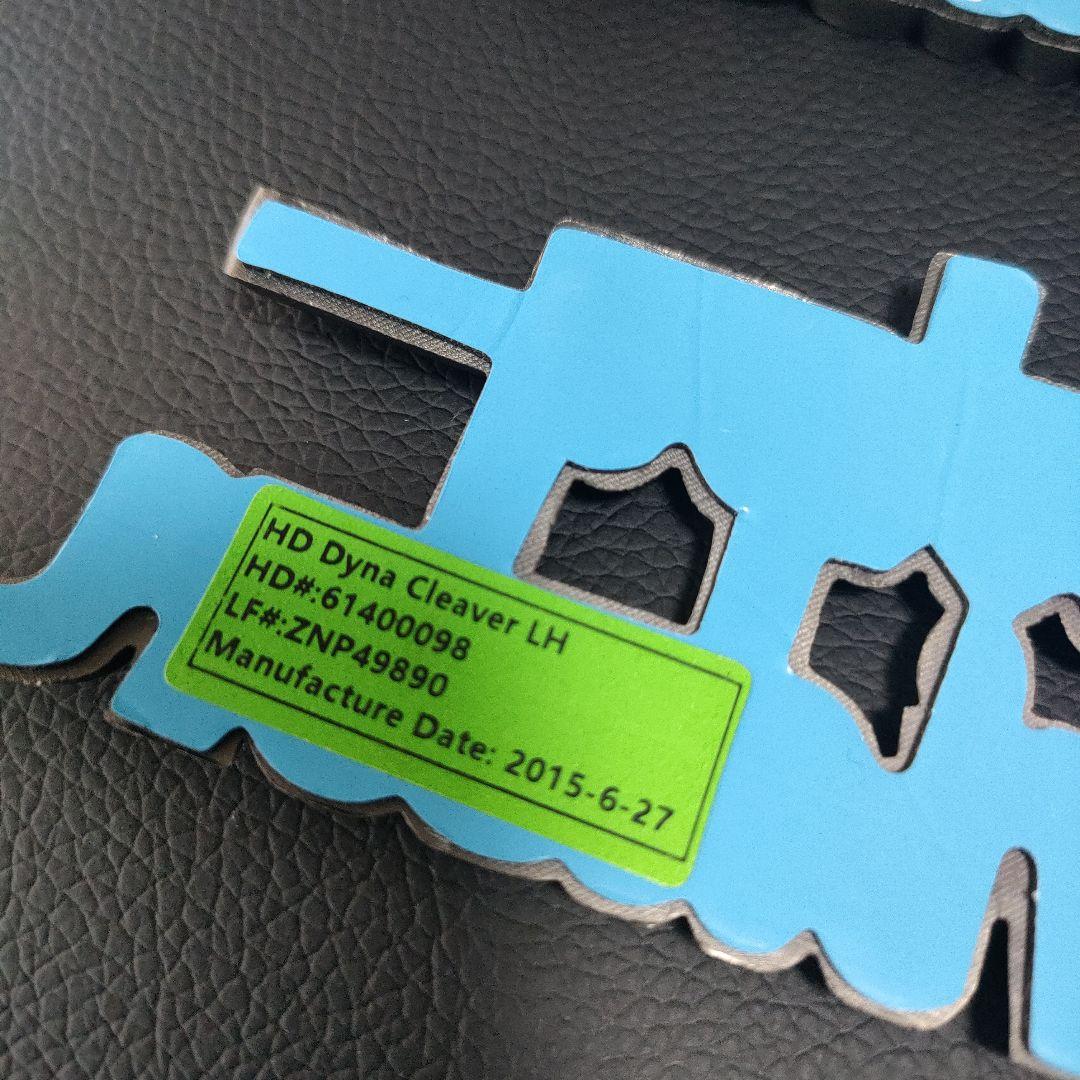 HD Dyna Cleaver LH
HD#:61400098
LF#:ZNP49890
Manufacture Date: 2015-6-27